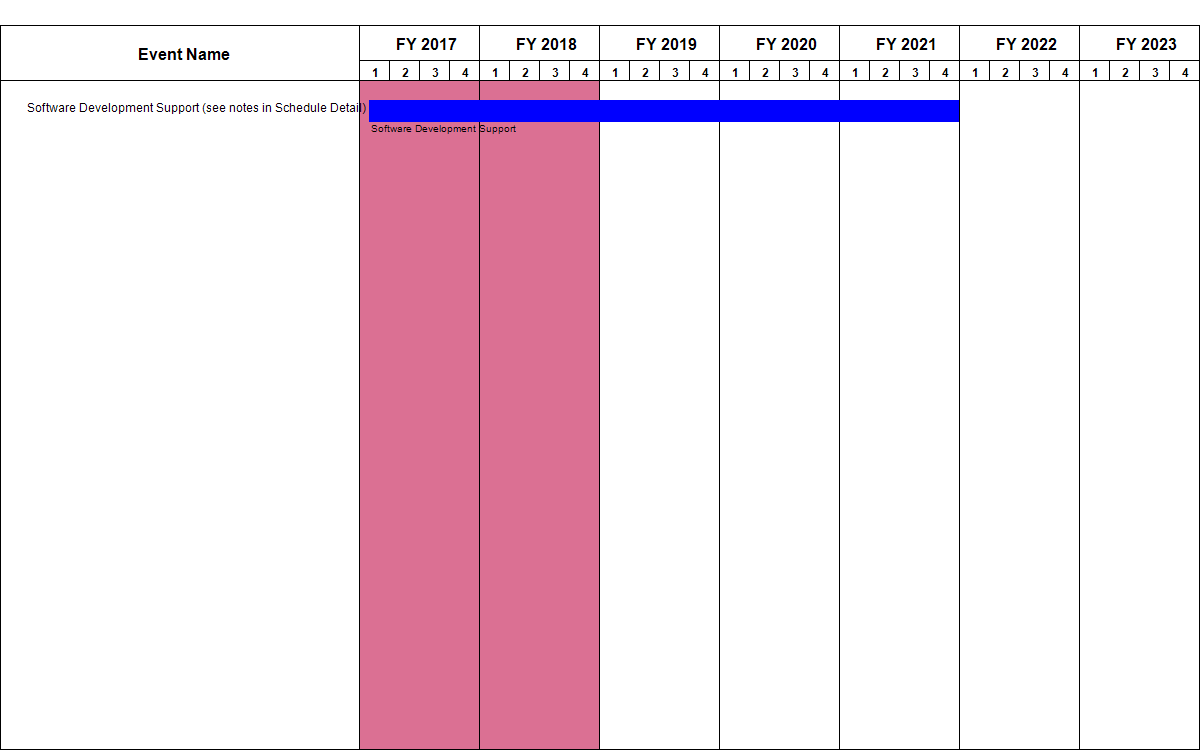 Event Name
FY 2017 FY 2018 FY 2019 FY 2020 FY 2021 FY 2022 FY 2023
1 2 3 4 1 2 3 4 1 2 3 4 1 2 3 4 1 2 3 4 1 2 3 4 1 2 3 4
Software Development Support (see notes in Schedule Detail)
Software Development Support